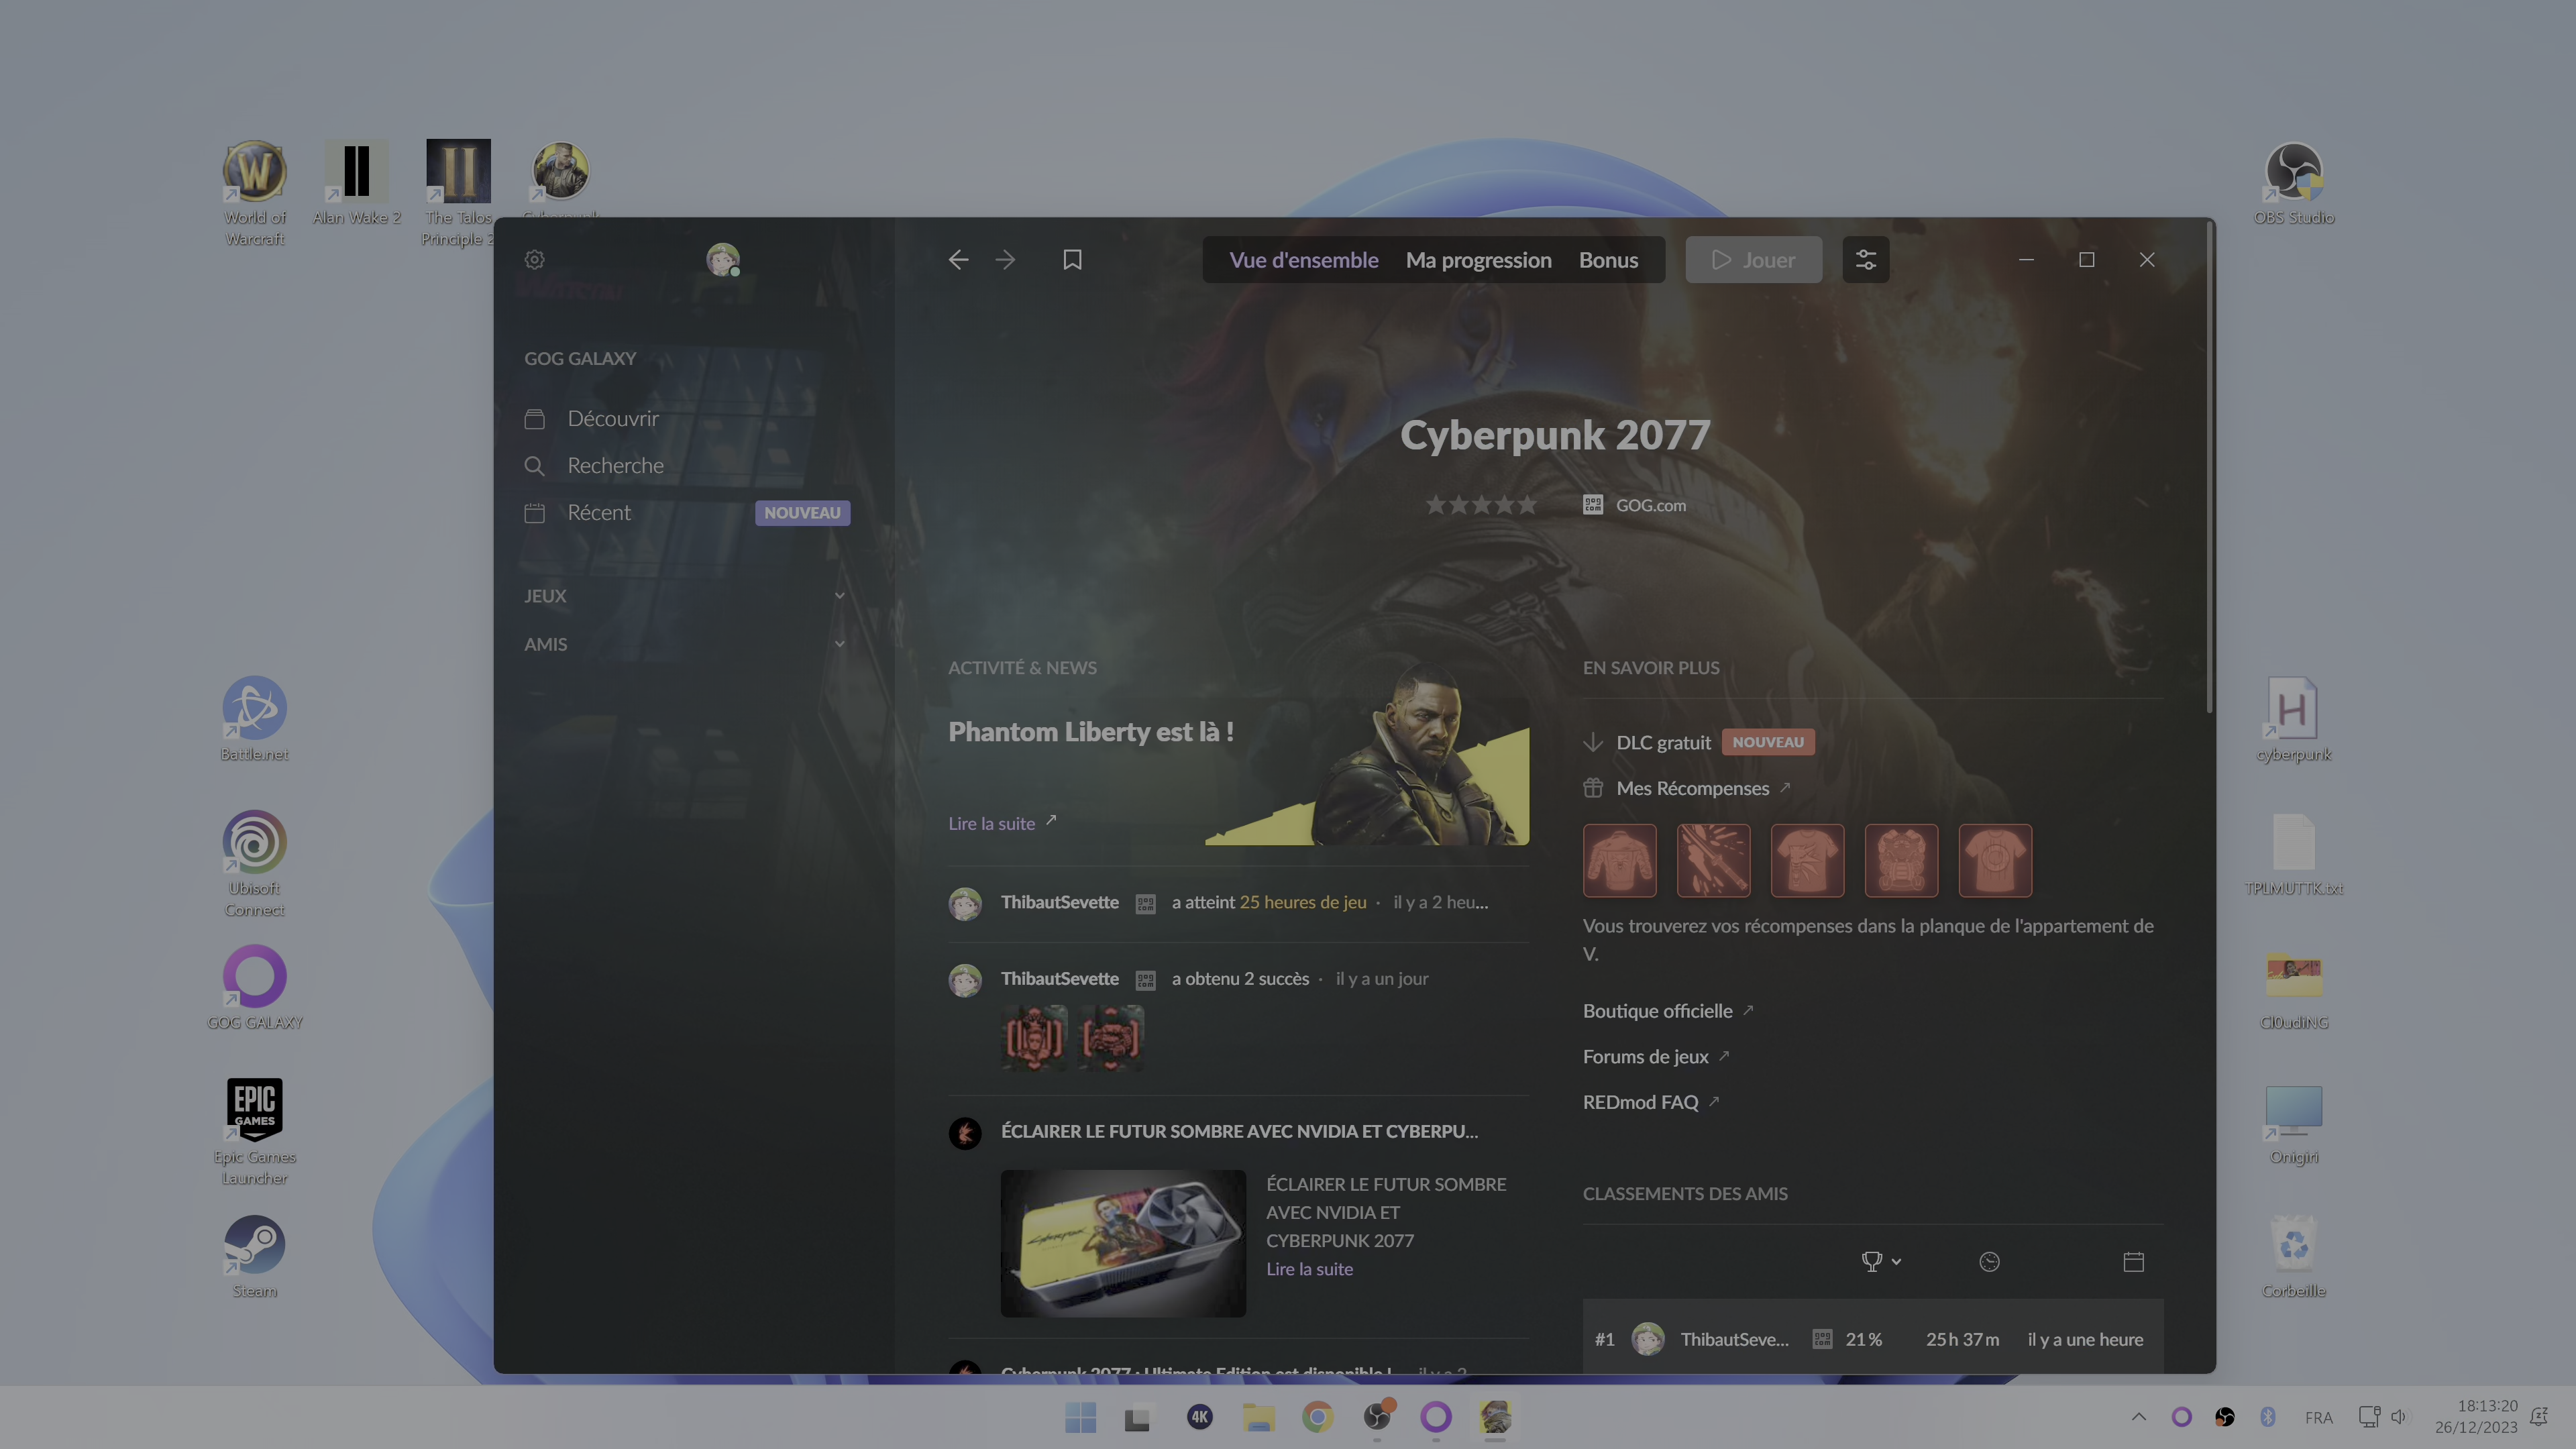 World of
Warcraft
Alan Wake 2
The Talos
Principle 2
OBS Studio
Vue d'ensemble
Ma progression
Bonus
Jouer
GOG GALAXY
Découvrir
Recherche
Récent
NOUVEAU
JEUX
AMIS
Cyberpunk 2077
GOG.com
ACTIVITÉ & NEWS
Phantom Liberty est là !
Lire la suite
ThibautSevette
a atteint 25 heures de jeu · il y a 2 heu...
ThibautSevette
a obtenu 2 succès · il y a un jour
ÉCLAIRER LE FUTUR SOMBRE AVEC NVIDIA ET CYBERPU...
ÉCLAIRER LE FUTUR SOMBRE
AVEC NVIDIA ET
CYBERPUNK 2077
Lire la suite
Cyberpunk 2077 : Ultimate Edition est disponible !
EN SAVOIR PLUS
DLC gratuit
NOUVEAU
Mes Récompenses
Vous trouverez vos récompenses dans la planque de l'appartement de
V.
Boutique officielle
Forums de jeux
REDmod FAQ
CLASSEMENTS DES AMIS
#1 ThibautSeve... 21 % 25 h 37 m il y a une heure
Battle.net
Ubisoft
Connect
GOG GALAXY
EPIC
GAMES
Epic Games
Launcher
Steam
cyberpunk
TPLMUTTK.txt
Cl0udiNG
Onigiri
Corbeille
4K
FRA
18:13:20
26/12/2023